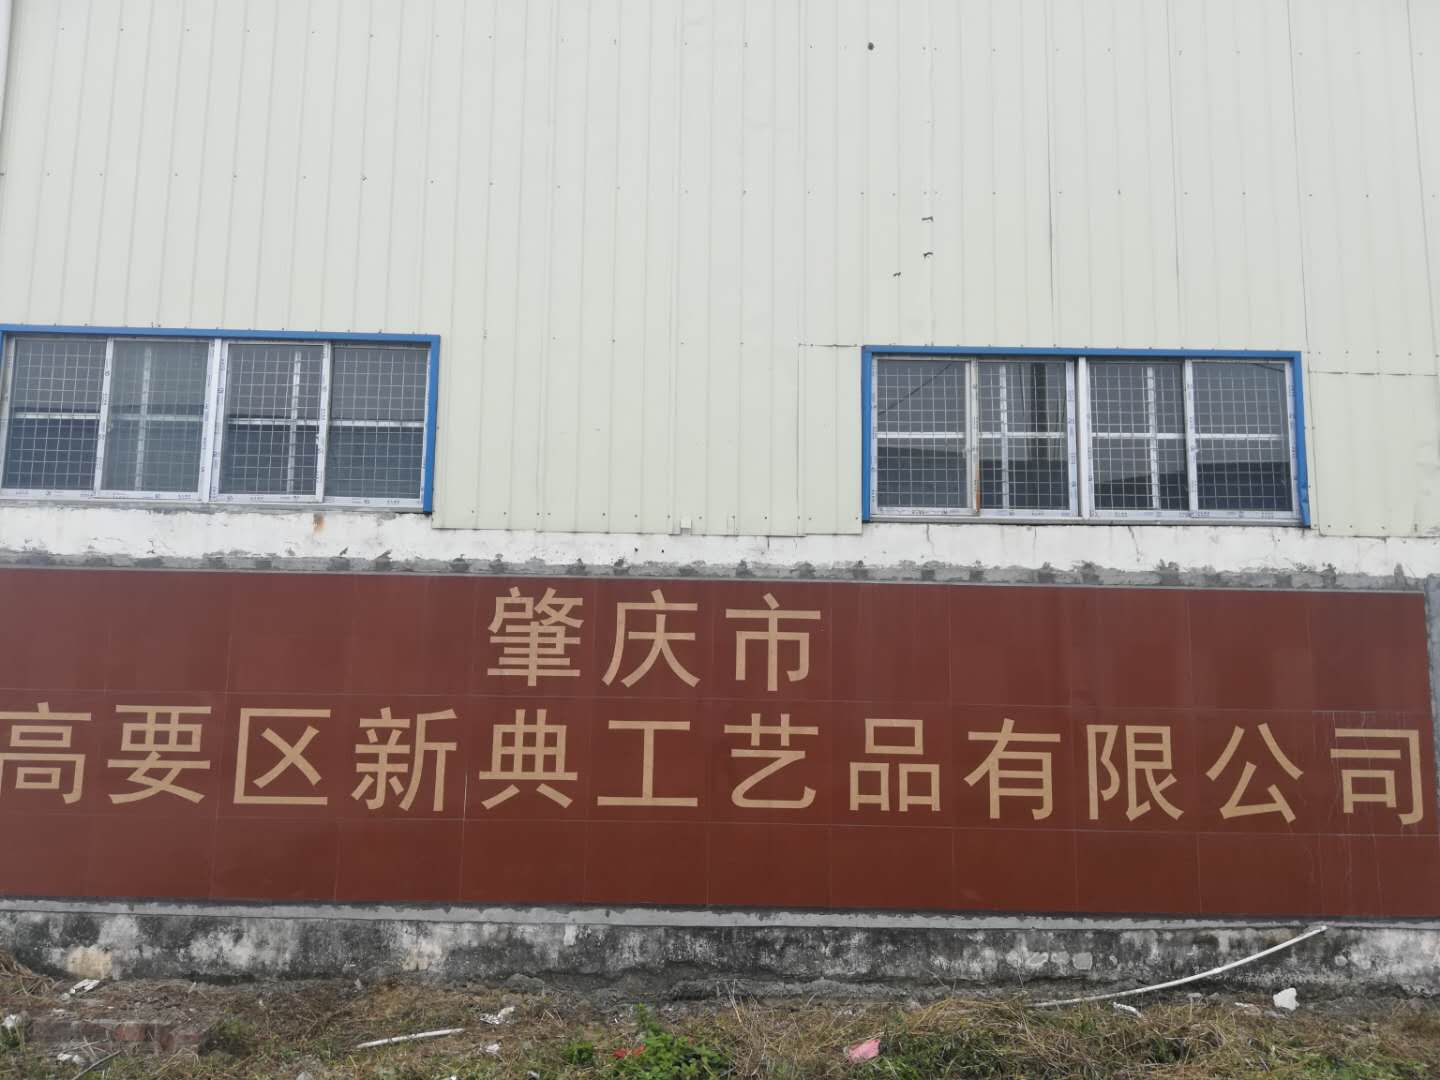 肇庆市
高要区新典工艺品有限公司